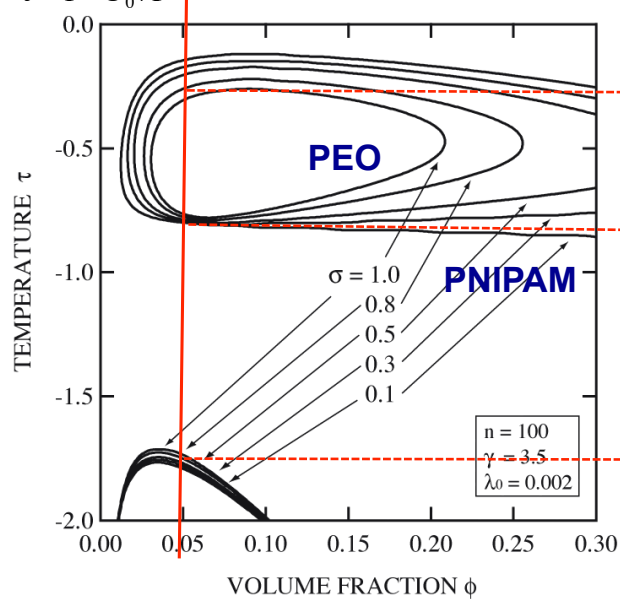 0.0
-0.5
-1.0
-1.5
-2.0
TEMPERATURE τ
PEO
PNIPAM
σ = 1.0
0.8
0.5
0.3
0.1
n = 100
γ = 3.5
λ₀ = 0.002
0.00 0.05 0.10 0.15 0.20 0.25 0.30
VOLUME FRACTION ϕ